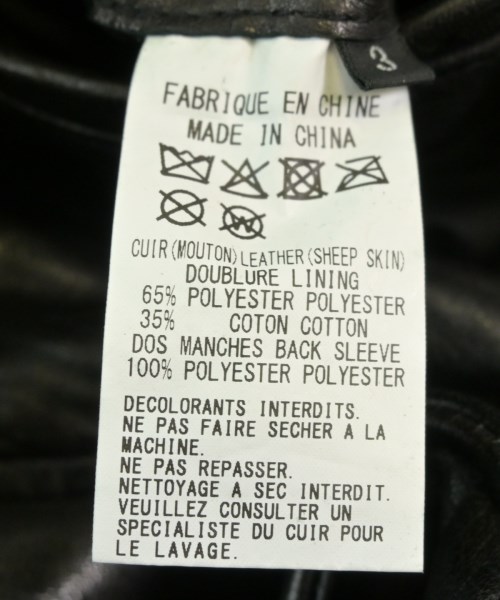 3
FABRIQUE EN CHINE
MADE IN CHINA
W
CUIR(MOUTON)LEATHER(SHEEP SKIN)
DOUBLURE LINING
65% POLYESTER POLYESTER
35% COTON COTTON
DOS MANCHES BACK SLEEVE
100% POLYESTER POLYESTER
DECOLORANTS INTERDITS.
NE PAS FAIRE SECHER A LA
MACHINE.
NE PAS REPASSER.
NETTOYAGE A SEC INTERDIT.
VEUILLEZ CONSULTER UN
SPECIALISTE DU CUIR POUR
LE LAVAGE.